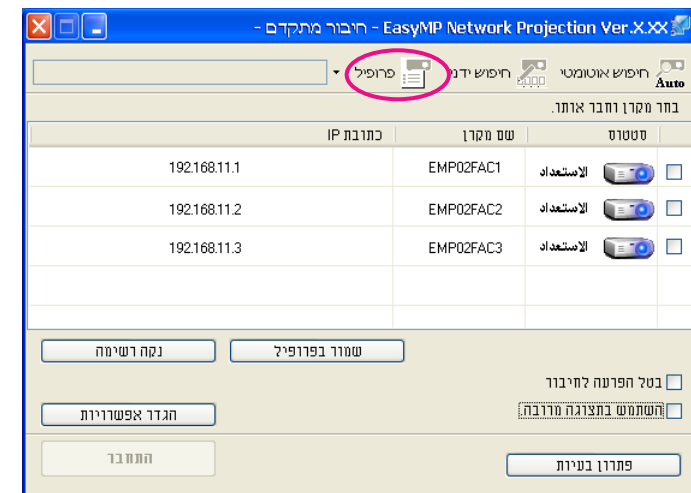 EasyMP Network Projection Ver.X.XX - חיבור מתקדם -
Auto חיפוש אוטומטי חיפוש ידני פרופיל
בחר מקרן וחבר אותו.
סטטוס שם מקרן כתובת IP
الاستعداد EMP02FAC1 192.168.11.1
الاستعداد EMP02FAC2 192.168.11.2
الاستعداد EMP02FAC3 192.168.11.3
שמור בפרופיל נקה רשימה
בטל הפרעה לחיבור
השתמש בתצוגה מרובה. הגדר אפשרויות
פתרון בעיות התחבר